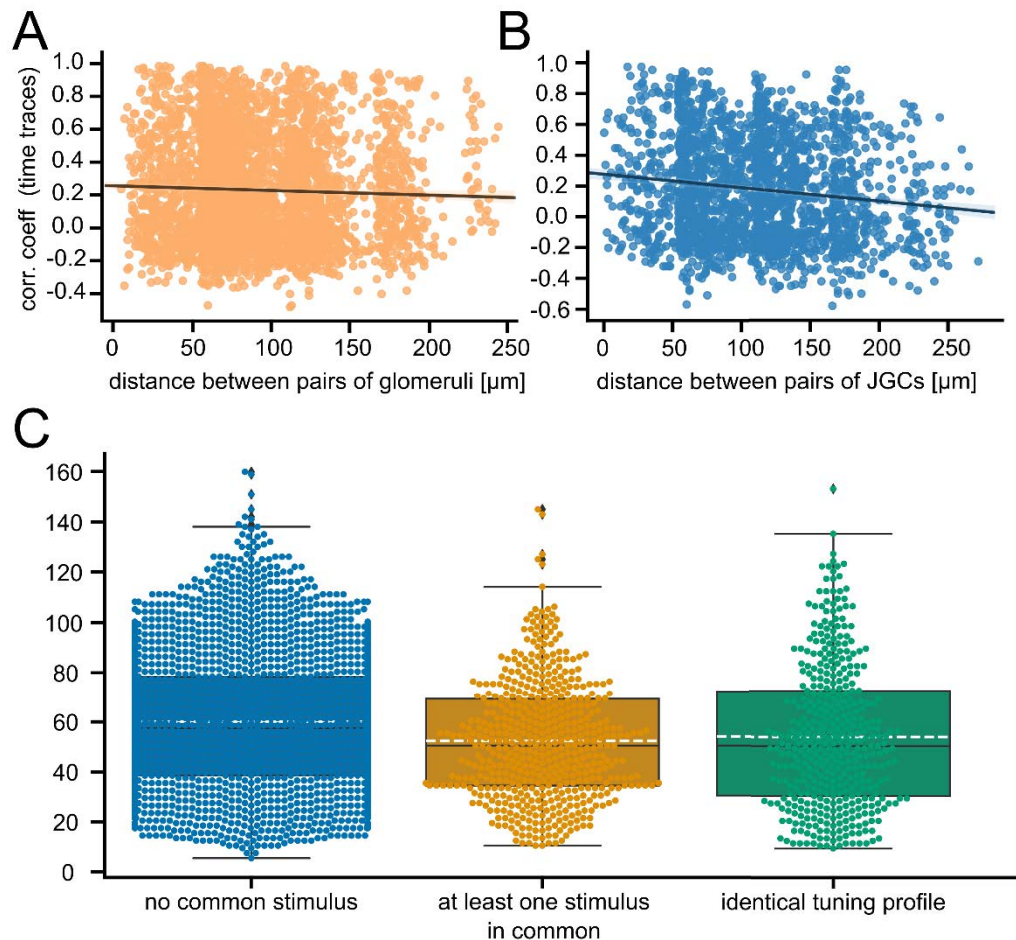 A
B
1.0
0.8
0.6
0.4
0.2
0.0
-0.2
-0.4
corr. coeff (time traces)
0 50 100 150 200 250
distance between pairs of glomeruli [µm]
1.0
0.8
0.6
0.4
0.2
0.0
-0.2
-0.4
-0.6
0 50 100 150 200 250
distance between pairs of JGCs [µm]
C
160
140
120
100
80
60
40
20
0
no common stimulus
at least one stimulus
in common
identical tuning profile